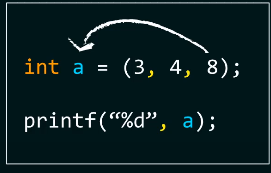 int a = (3, 4, 8);
printf(“%d”, a);